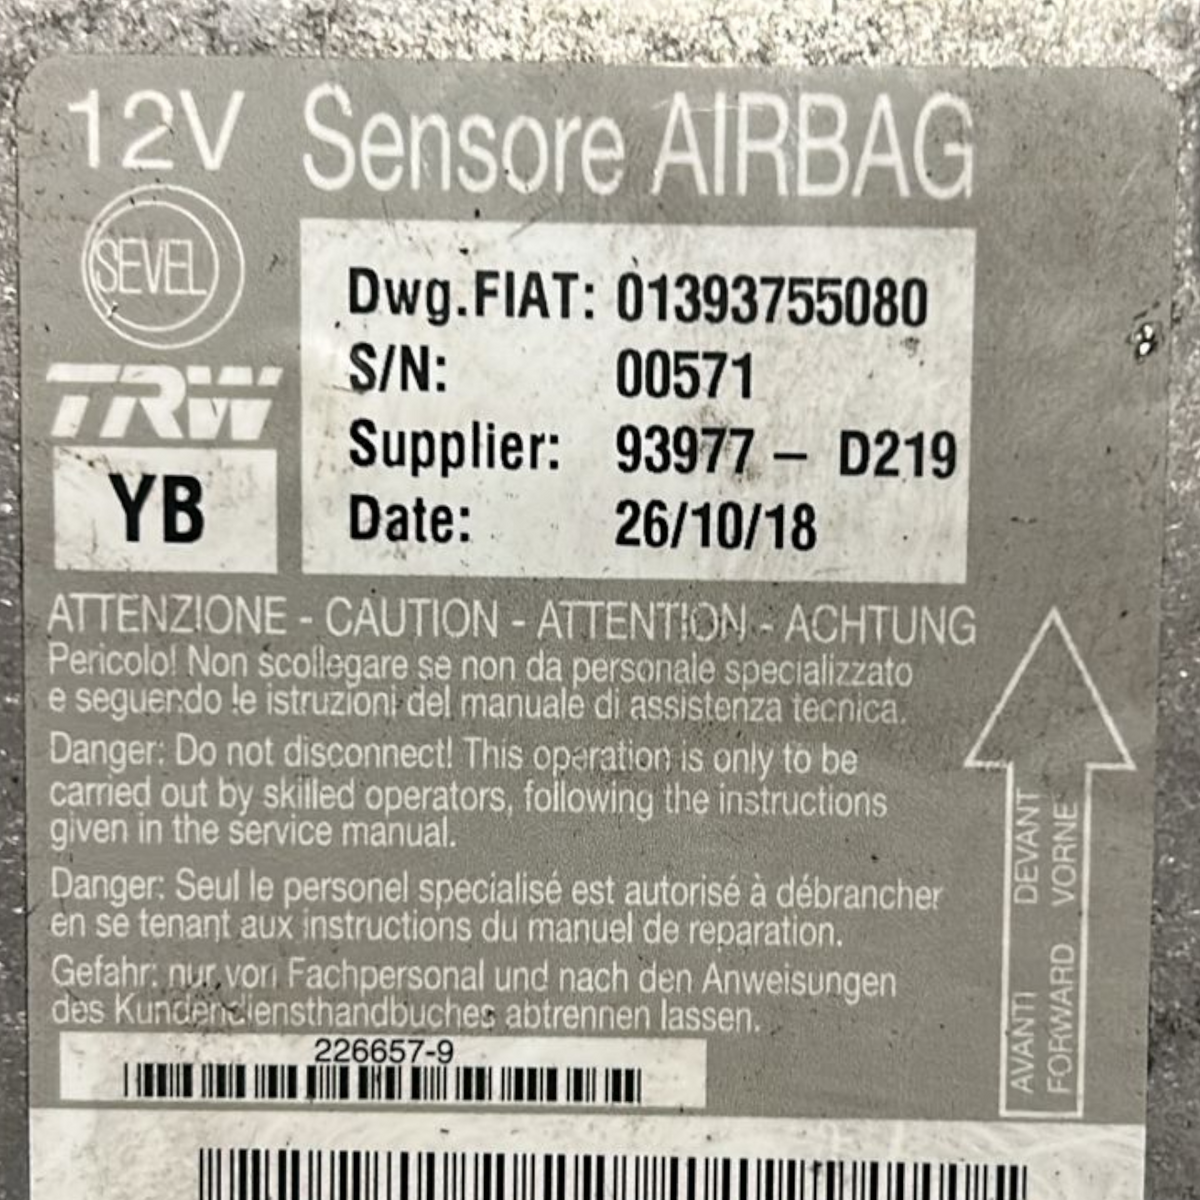 12V Sensore AIRBAG
SEVEL
TRW
YB
Dwg.FIAT: 01393755080
S/N: 00571
Supplier: 93977 - D219
Date: 26/10/18
ATTENZIONE - CAUTION - ATTENTION - ACHTUNG
Pericolo! Non scollegare se non da personale specializzato
e seguendo le istruzioni del manuale di assistenza tecnica.
Danger: Do not disconnect! This operation is only to be
carried out by skilled operators, following the instructions
given in the service manual.
Danger: Seul le personel specialisé est autorisé à débrancher
en se tenant aux instructions du manuel de reparation.
Gefahr: nur von Fachpersonal und nach den Anweisungen
des Kundendiensthandbuches abtrennen lassen.
AVANTI DEVANT
FORWARD VORNE
226657-9